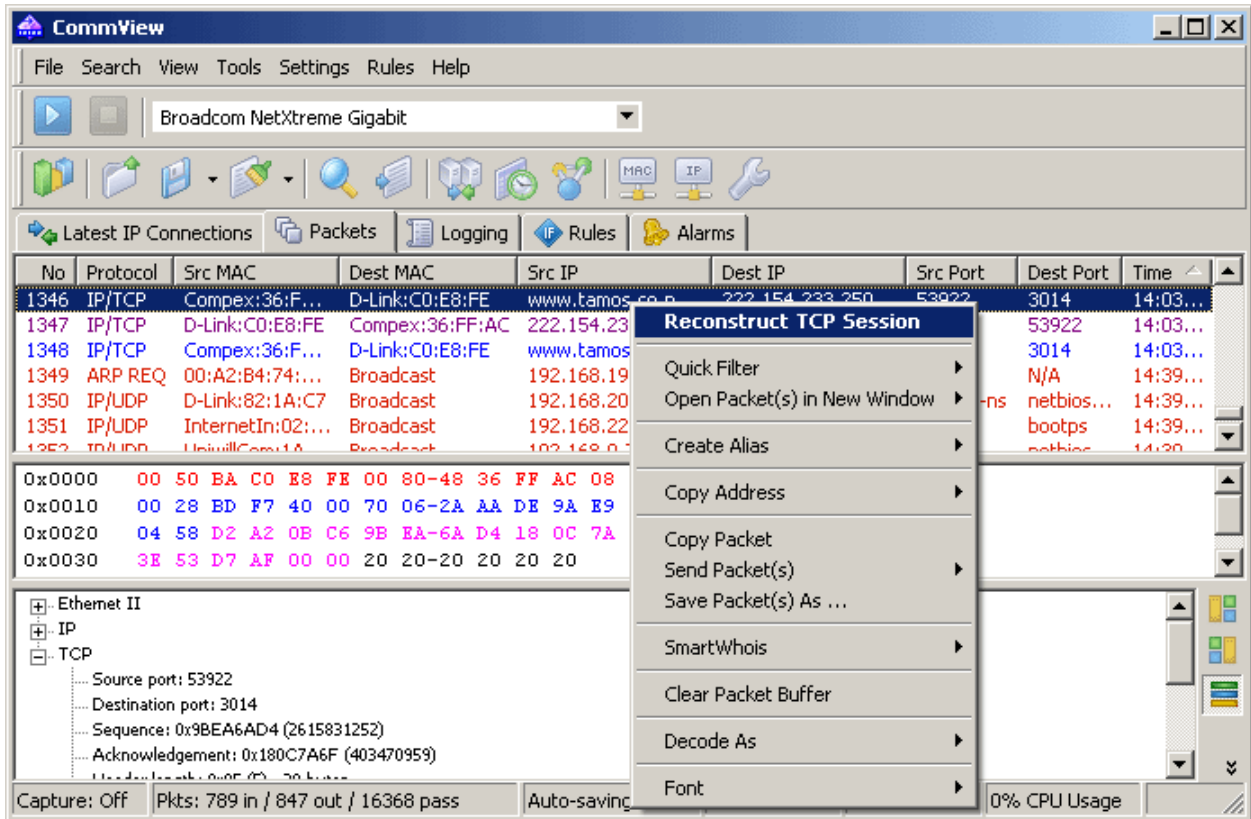 CommView
File Search View Tools Settings Rules Help
Broadcom NetXtreme Gigabit
MAC IP
Latest IP Connections Packets Logging IP Rules Alarms
No Protocol Src MAC Dest MAC Src IP Dest IP Src Port Dest Port Time
1346 IP/TCP Compex:36:F... D-Link:C0:E8:FE www.tamos.co.p... 222.154.233.250 53922 3014 14:03...
1347 IP/TCP D-Link:C0:E8:FE Compex:36:FF:AC 222.154.23 53922 14:03...
1348 IP/TCP Compex:36:F... D-Link:C0:E8:FE www.tamos 3014 14:03...
1349 ARP REQ 00:A2:B4:74:... Broadcast 192.168.19 N/A 14:39...
1350 IP/UDP D-Link:82:1A:C7 Broadcast 192.168.20 -ns netbios... 14:39...
1351 IP/UDP InternetIn:02:... Broadcast 192.168.22 bootps 14:39...
Reconstruct TCP Session
Quick Filter
Open Packet(s) in New Window
Create Alias
Copy Address
Copy Packet
Send Packet(s)
Save Packet(s) As ...
SmartWhois
Clear Packet Buffer
Decode As
Font
0x0000 00 50 BA C0 E8 FE 00 80-48 36 FF AC 08
0x0010 00 28 BD F7 40 00 70 06-2A AA DE 9A E9
0x0020 04 58 D2 A2 0B C6 9B EA-6A D4 18 0C 7A
0x0030 3E 53 D7 AF 00 00 20 20-20 20 20 20
Ethernet II
IP
TCP
Source port: 53922
Destination port: 3014
Sequence: 0x9BEA6AD4 (2615831252)
Acknowledgement: 0x180C7A6F (403470959)
Capture: Off Pkts: 789 in / 847 out / 16368 pass Auto-saving 0% CPU Usage